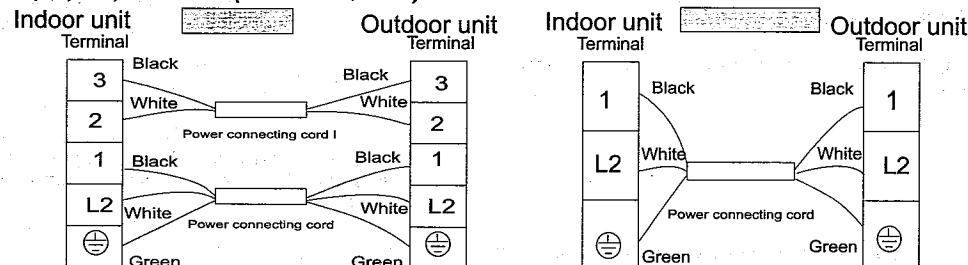 Indoor unit
Outdoor unit
Terminal
Terminal
3
Black
Black
3
2
White
White
2
Power connecting cord I
1
Black
Black
1
L2
White
White
L2
Power connecting cord
Green
Green
Indoor unit
Outdoor unit
Terminal
Terminal
1
Black
Black
1
L2
White
White
L2
Power connecting cord
Green
Green